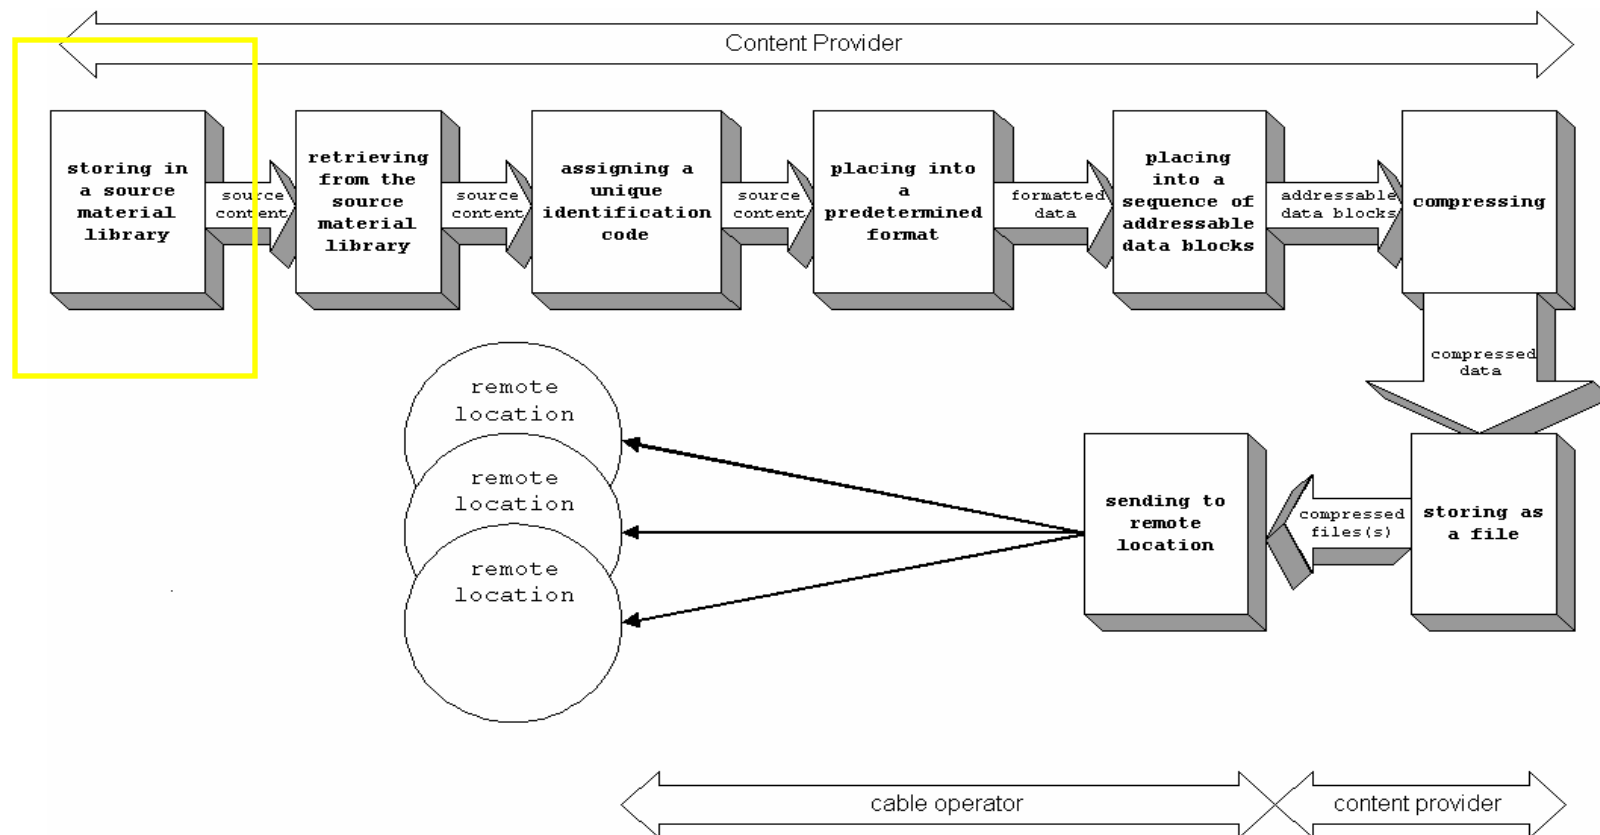 Content Provider
storing in
a source
material
library
source
content
retrieving
from the
source
material
library
source
content
assigning a
unique
identification
code
source
content
placing into
a
predetermined
format
formatted
data
placing
into a
sequence of
addressable
data blocks
addressable
data blocks
compressing
compressed
data
storing as
a file
compressed
files(s)
sending to
remote
location
remote
location
remote
location
remote
location
cable operator
content provider